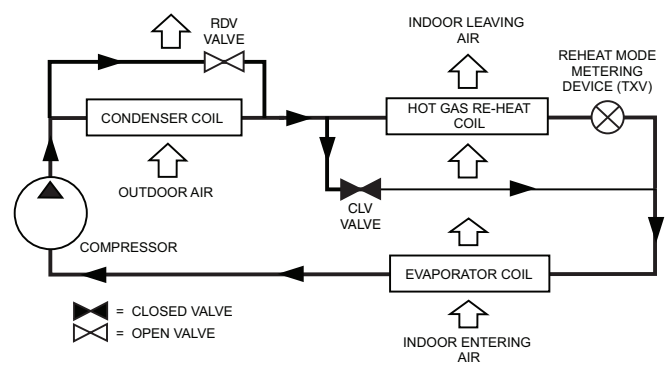 RDV
VALVE
INDOOR LEAVING
AIR
REHEAT MODE
METERING
DEVICE (TXV)
CONDENSER COIL
HOT GAS RE-HEAT
COIL
OUTDOOR AIR
CLV
VALVE
COMPRESSOR
EVAPORATOR COIL
= CLOSED VALVE
= OPEN VALVE
INDOOR ENTERING
AIR